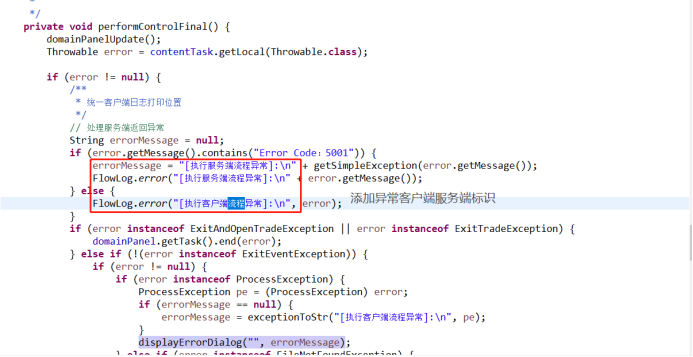 *
*/
private void performControlFinal() {
domainPanelUpdate();
Throwable error = contentTask.getLocal(Throwable.class);
if (error != null) {
/**
* 统一客户端日志打印位置
*/
// 处理服务端返回异常
String errorMessage = null;
if (error.getMessage().contains("Error Code：5001")) {
errorMessage = "[执行服务端流程异常]:\n" + getSimpleException(error.getMessage());
FlowLog.error("[执行服务端流程异常]:\n" + error.getMessage());
} else {
FlowLog.error("[执行客户端流程异常]:\n", error); 添加异常客户端服务端标识
}
if (error instanceof ExitAndOpenTradeException || error instanceof ExitTradeException) {
domainPanel.getTask().end(error);
} else if (!(error instanceof ExitEventException)) {
if (error != null) {
if (error instanceof ProcessException) {
ProcessException pe = (ProcessException) error;
if (errorMessage == null) {
errorMessage = exceptionToStr("[执行客户端流程异常]:\n", pe);
}
displayErrorDialog("", errorMessage);
} else if (error instanceof FileNotFoundException) {